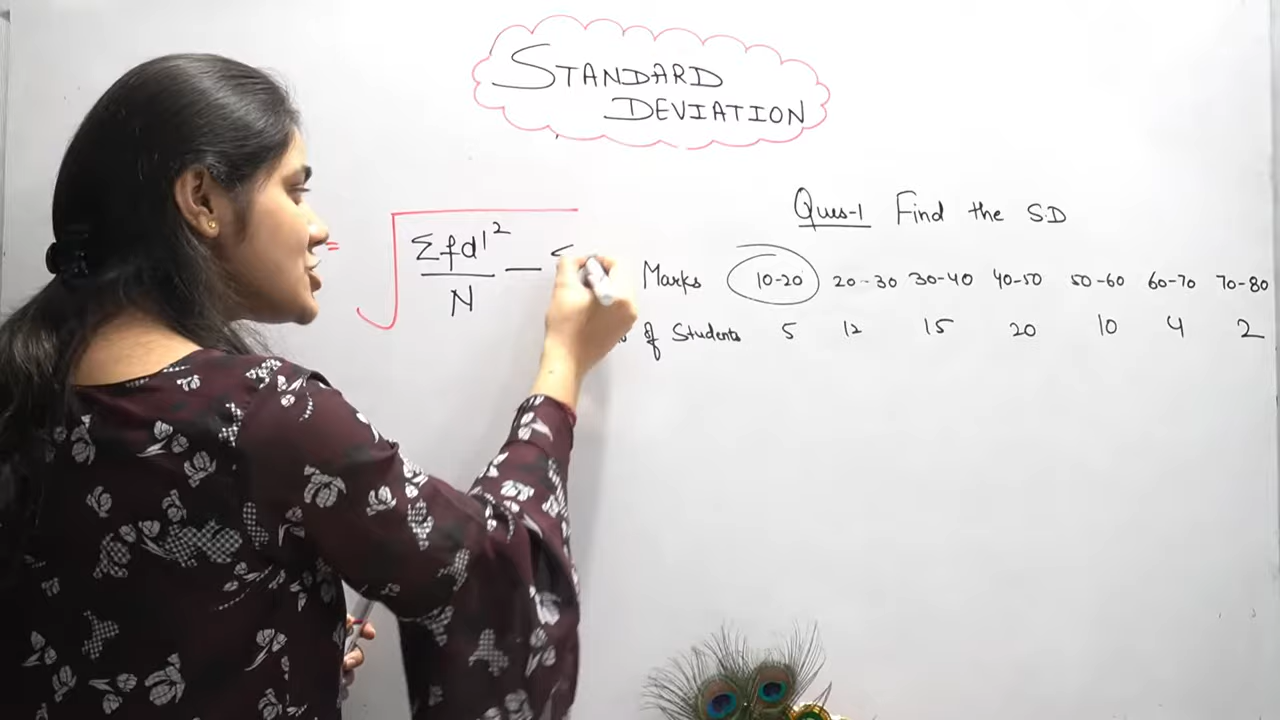 STANDARD
DEVIATION
Ques-1 Find the S.D
= √ Σfd'² / N −
Marks 10-20 20-30 30-40 40-50 50-60 60-70 70-80
of Students 5 12 15 20 10 4 2